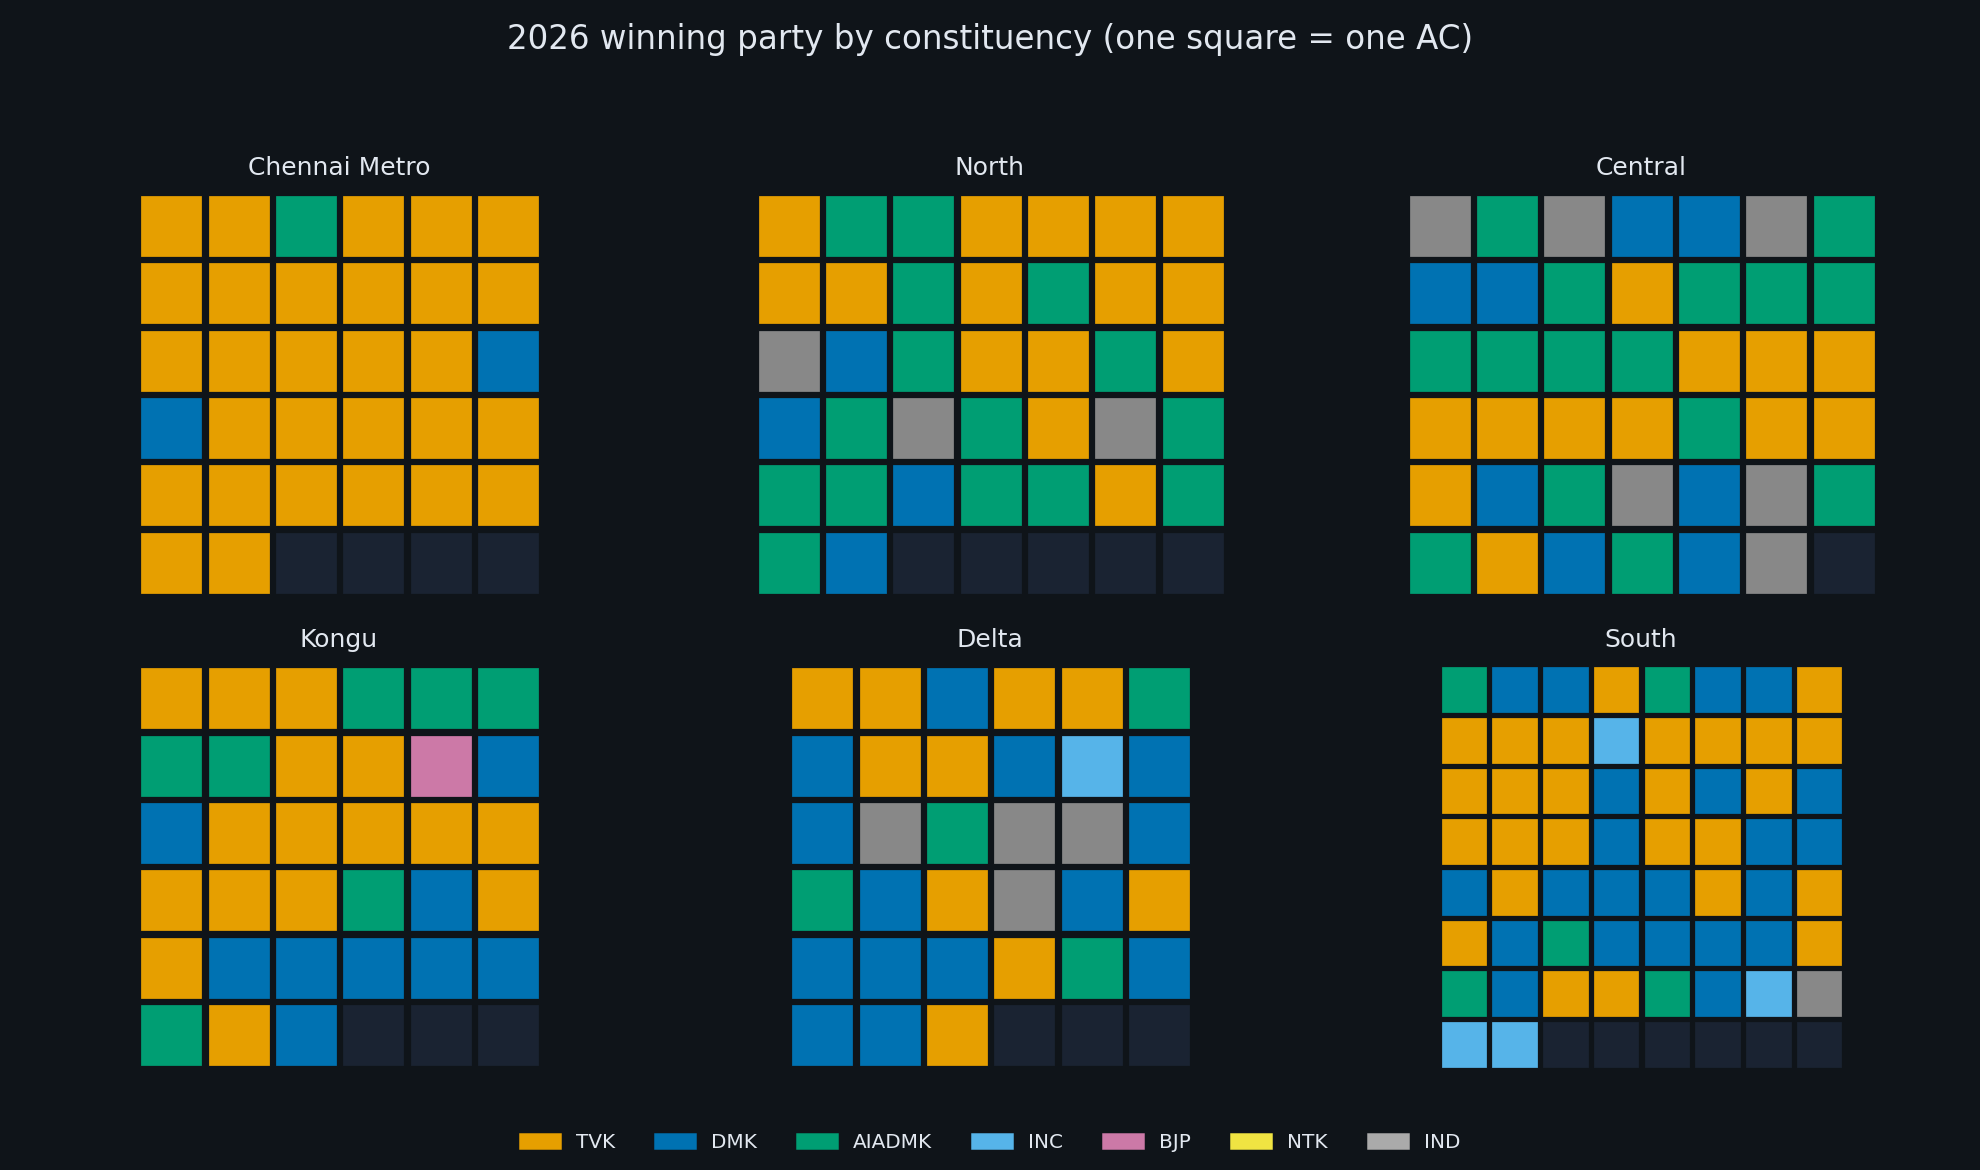 2026 winning party by constituency (one square = one AC)
Chennai Metro
North
Central
Kongu
Delta
South
TVK
DMK
AIADMK
INC
BJP
NTK
IND